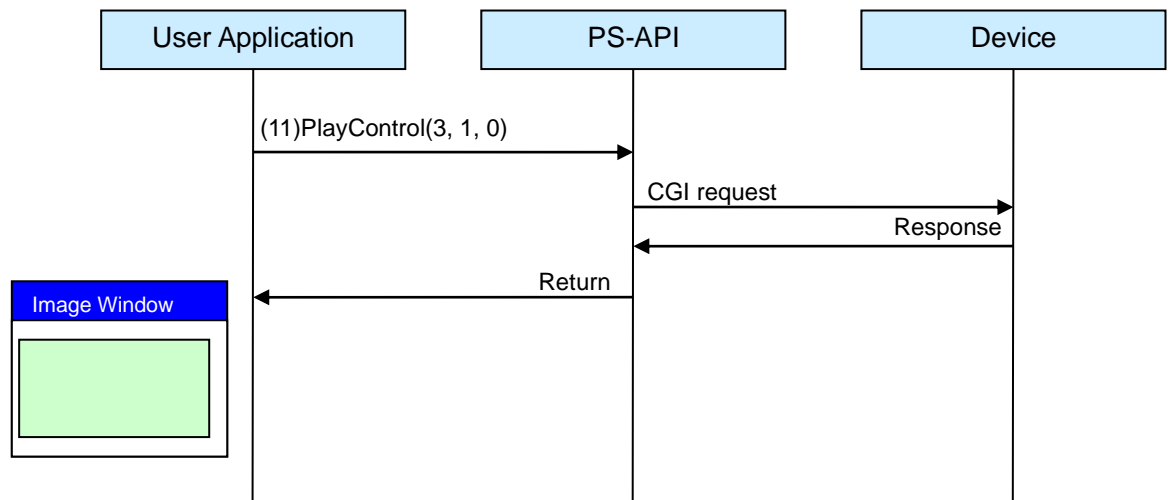 User Application
PS-API
Device
(11)PlayControl(3, 1, 0)
CGI request
Response
Return
Image Window